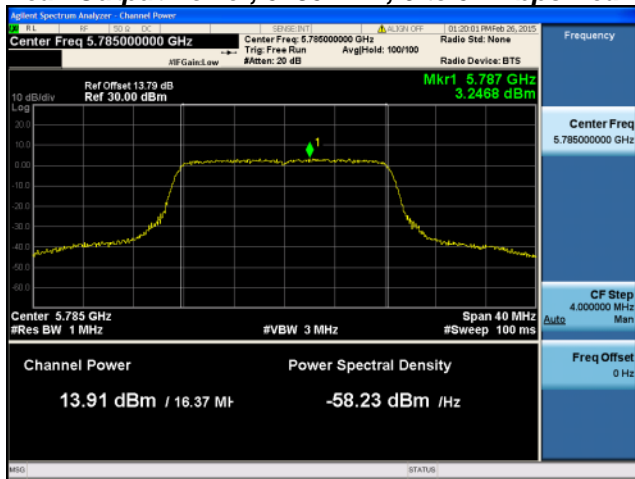 Agilent Spectrum Analyzer - Channel Power
RL RF 50 Ω DC SENSE:INT ALIGN OFF 01:20:01 PM Feb 26, 2015
Center Freq 5.785000000 GHz
Center Freq: 5.785000000 GHz
Radio Std: None
Trig: Free Run Avg|Hold: 100/100
#IFGain:Low
#Atten: 20 dB
Radio Device: BTS
Frequency
Ref Offset 13.79 dB
Ref 30.00 dBm
10 dB/div
Log
Mkr1 5.787 GHz
3.2468 dBm
20.0
10.0
0.00
-10.0
-20.0
-30.0
-40.0
-50.0
-60.0
1
Center Freq
5.785000000 GHz
Center 5.785 GHz
Span 40 MHz
#Res BW 1 MHz
#VBW 3 MHz
#Sweep 100 ms
CF Step
4.000000 MHz
Auto Man
Channel Power
Power Spectral Density
13.91 dBm / 16.37 MH
-58.23 dBm /Hz
Freq Offset
0 Hz
MSG
STATUS